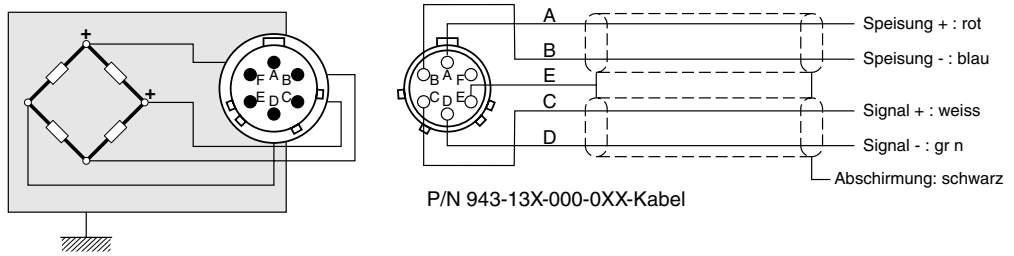 +
+
F A B
E D C
B A F
C D E
A
B
E
C
D
Speisung + : rot
Speisung - : blau
Signal + : weiss
Signal - : gr n
Abschirmung: schwarz
P/N 943-13X-000-0XX-Kabel